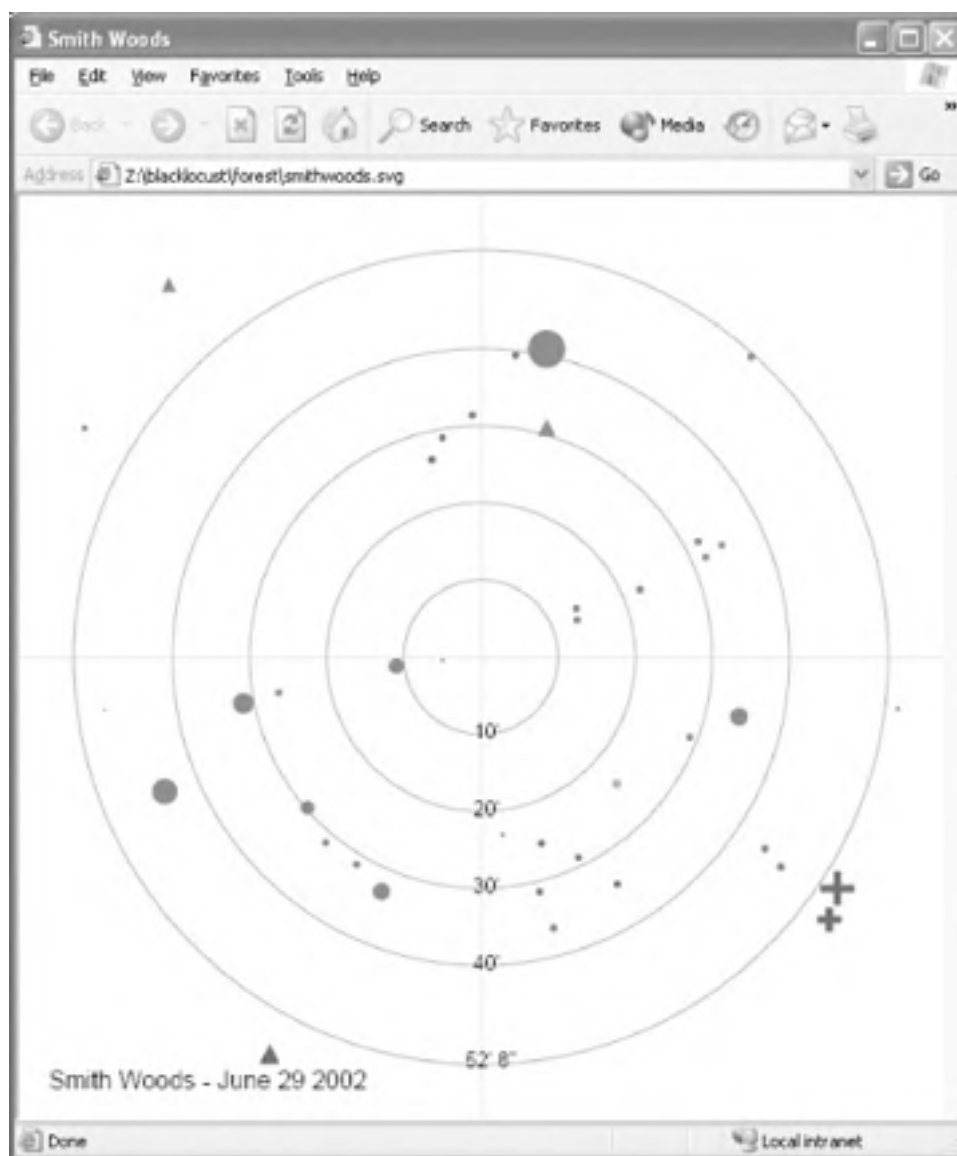 Smith Woods
File Edit View Favorites Tools Help
Back Search Favorites Media
Address Z:\blacklocust\forest\smithwoods.svg Go
10'
20'
30'
40'
52' 8"
Smith Woods - June 29 2002
Done Local intranet